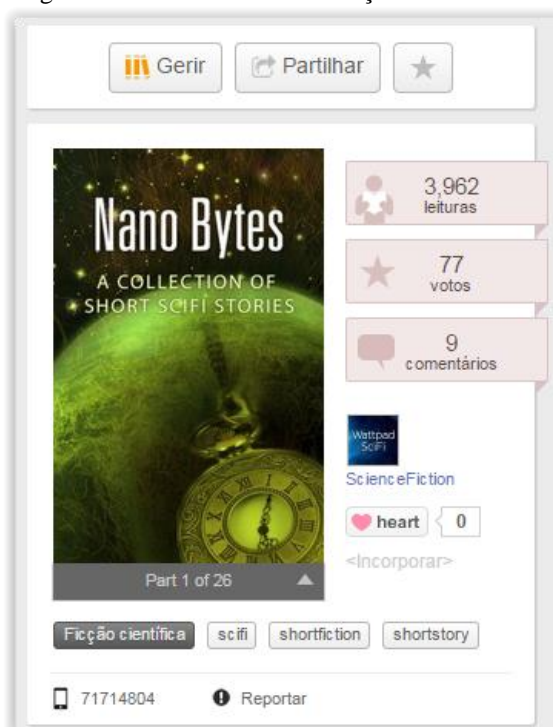 Gerir
Partilhar
Nano Bytes
A COLLECTION OF
SHORT SCIFI STORIES
Part 1 of 26
3,962
leituras
77
votos
9
comentários
Wattpad
SciFi
ScienceFiction
heart
0
<Incorporar>
Ficção científica
scifi
shortfiction
shortstory
71714804
Reportar